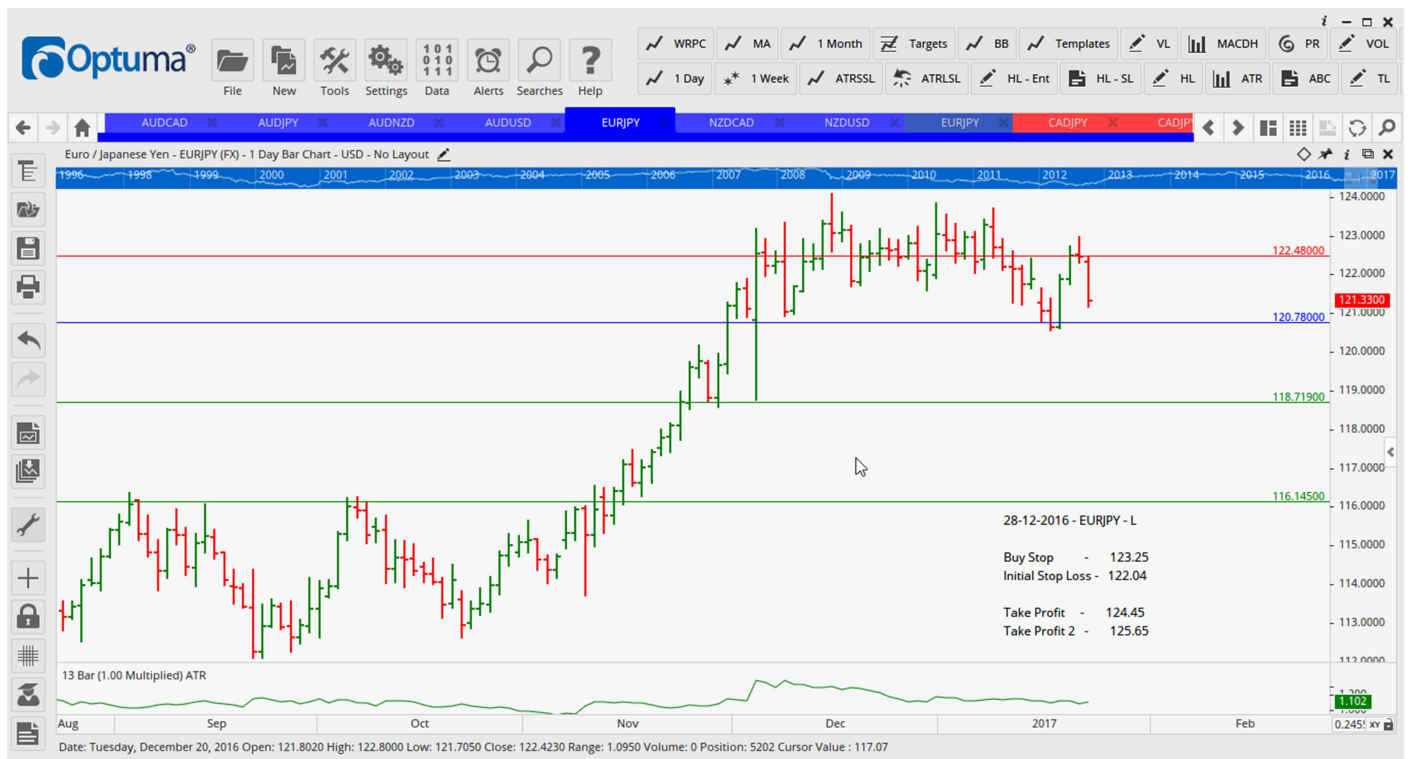 i
Optuma®
File New Tools Settings Data Alerts Searches Help
101
010
111
WRPC MA 1 Month Targets BB Templates VL MACDH PR VOL
1 Day 1 Week ATRSSL ATRLSL HL - Ent HL - SL HL ATR ABC TL
AUDCAD AUDJPY AUDNZD AUDUSD EURJPY NZDCAD NZDUSD EURJPY CADJPY CADJPY
Euro / Japanese Yen - EURJPY (FX) - 1 Day Bar Chart - USD - No Layout i
1996 1998 1999 2000 2001 2002 2003 2004 2005 2006 2007 2008 2009 2010 2011 2012 2013 2014 2015 2016 2017
124.0000
123.0000
122.48000
122.0000
121.3300
121.0000
120.78000
120.0000
119.0000
118.71900
118.0000
117.0000
116.14500
116.0000
28-12-2016 - EURJPY - L
115.0000
Buy Stop - 123.25
Initial Stop Loss - 122.04
114.0000
Take Profit - 124.45
113.0000
Take Profit 2 - 125.65
112.0000
13 Bar (1.00 Multiplied) ATR
1.102
Aug Sep Oct Nov Dec 2017 Feb
XY
Date: Tuesday, December 20, 2016 Open: 121.8020 High: 122.8000 Low: 121.7050 Close: 122.4230 Range: 1.0950 Volume: 0 Position: 5202 Cursor Value : 117.07